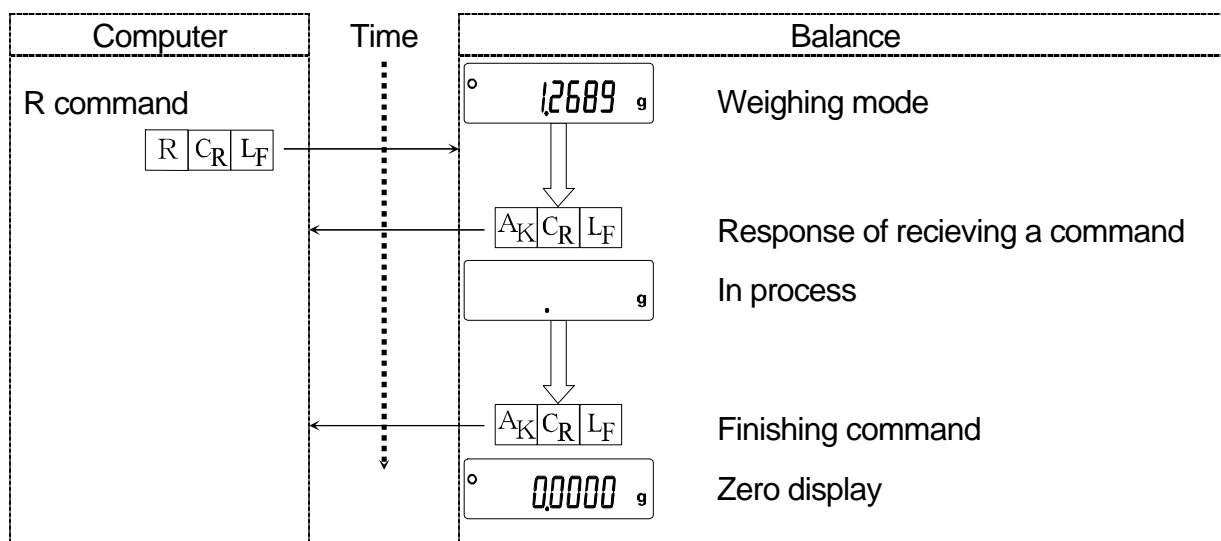 Computer Time Balance
1.2689 g Weighing mode
R command
R CR LF
AK CR LF Response of recieving a command
. g In process
AK CR LF Finishing command
0.0000 g Zero display